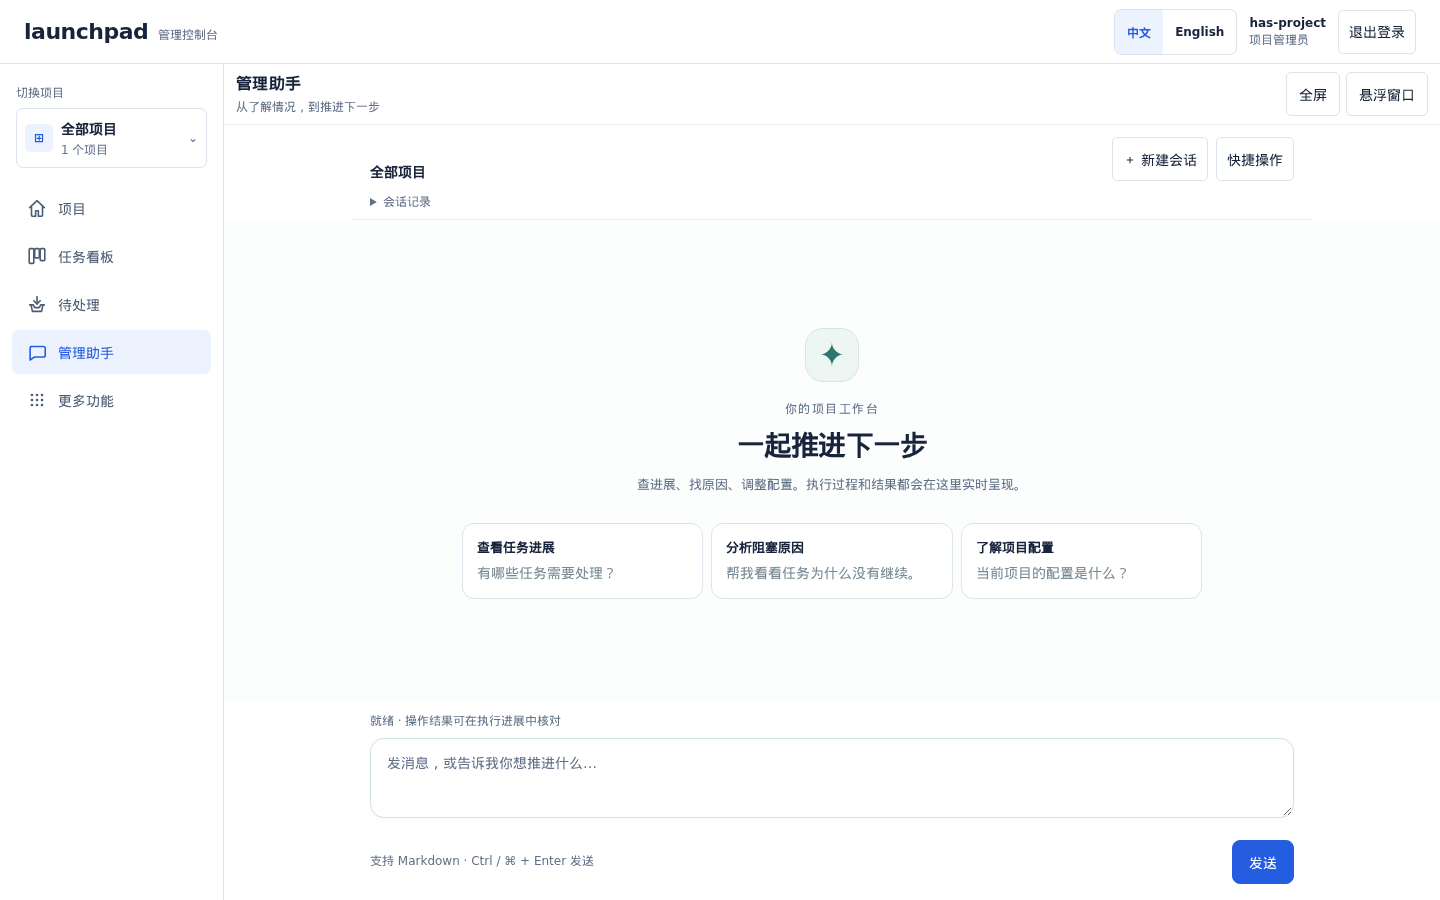 launchpad 管理控制台
中文 English
has-project
项目管理员
退出登录
切换项目
全部项目
1 个项目
项目
任务看板
待处理
管理助手
更多功能
管理助手
从了解情况，到推进下一步
全屏
悬浮窗口
全部项目
+ 新建会话
快捷操作
▶ 会话记录
你的项目工作台
一起推进下一步
查进展、找原因、调整配置。执行过程和结果都会在这里实时呈现。
查看任务进展
有哪些任务需要处理？
分析阻塞原因
帮我看看任务为什么没有继续。
了解项目配置
当前项目的配置是什么？
就绪 · 操作结果可在执行进展中核对
发消息，或告诉我你想推进什么…
支持 Markdown · Ctrl / ⌘ + Enter 发送
发送